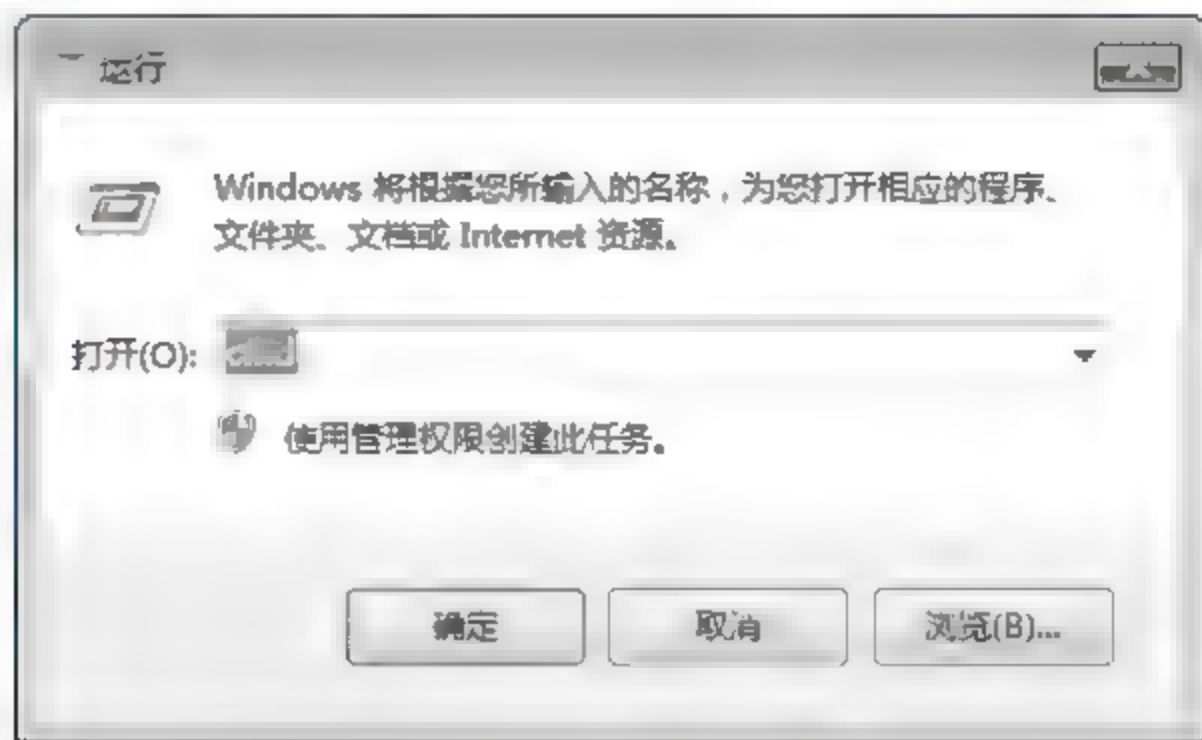 运行
Windows 将根据您所输入的名称，为您打开相应的程序、
文件夹、文档或 Internet 资源。
打开(O): cmd
使用管理权限创建此任务。
确定
取消
浏览(B)...